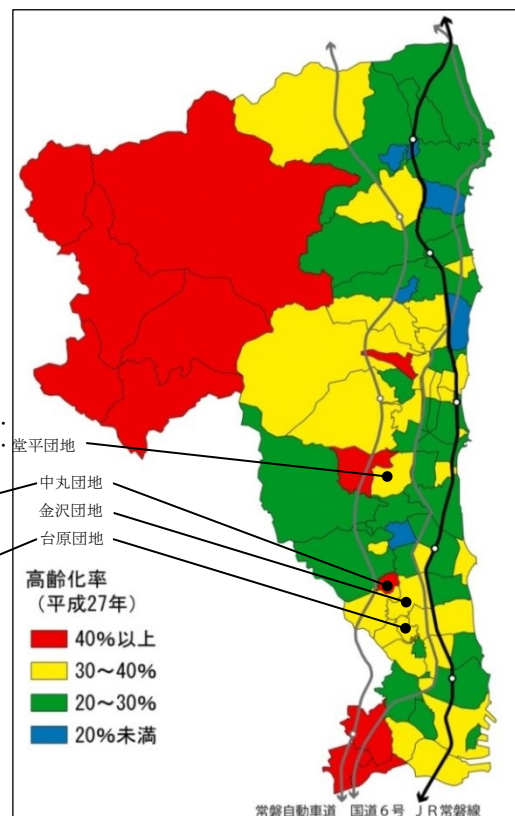 堂平団地
中丸団地
金沢団地
台原団地
高齢化率
(平成27年)
40%以上
30～40%
20～30%
20%未満
常磐自動車道 国道6号 JR常磐線